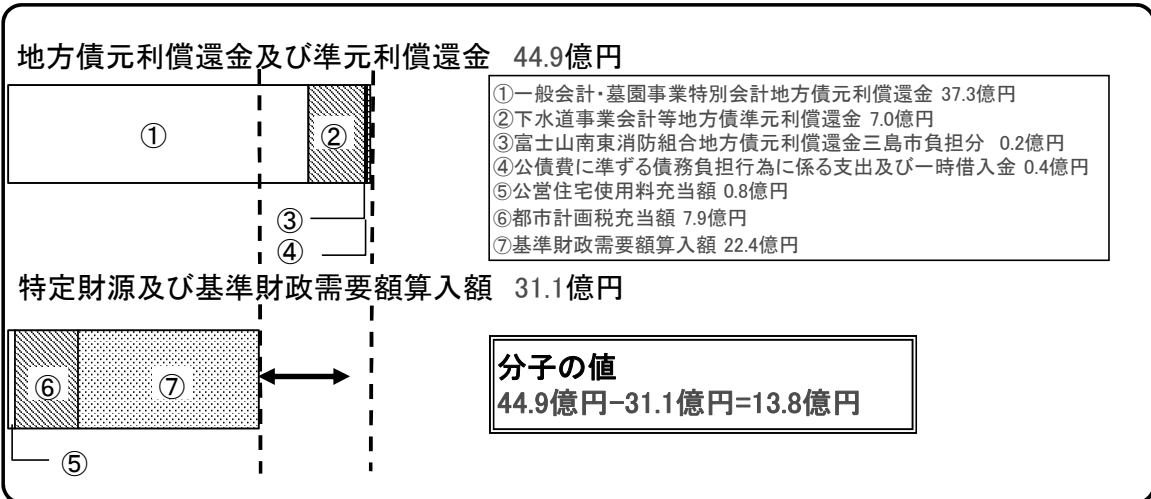 地方債元利償還金及び準元利償還金 44.9億円
①
②
③
④
①一般会計・墓園事業特別会計地方債元利償還金 37.3億円
②下水道事業会計等地方債準元利償還金 7.0億円
③富士山南東消防組合地方債元利償還金三島市負担分 0.2億円
④公債費に準ずる債務負担行為に係る支出及び一時借入金 0.4億円
⑤公営住宅使用料充当額 0.8億円
⑥都市計画税充当額 7.9億円
⑦基準財政需要額算入額 22.4億円
特定財源及び基準財政需要額算入額 31.1億円
⑥
⑦
⑤
分子の値
44.9億円-31.1億円=13.8億円